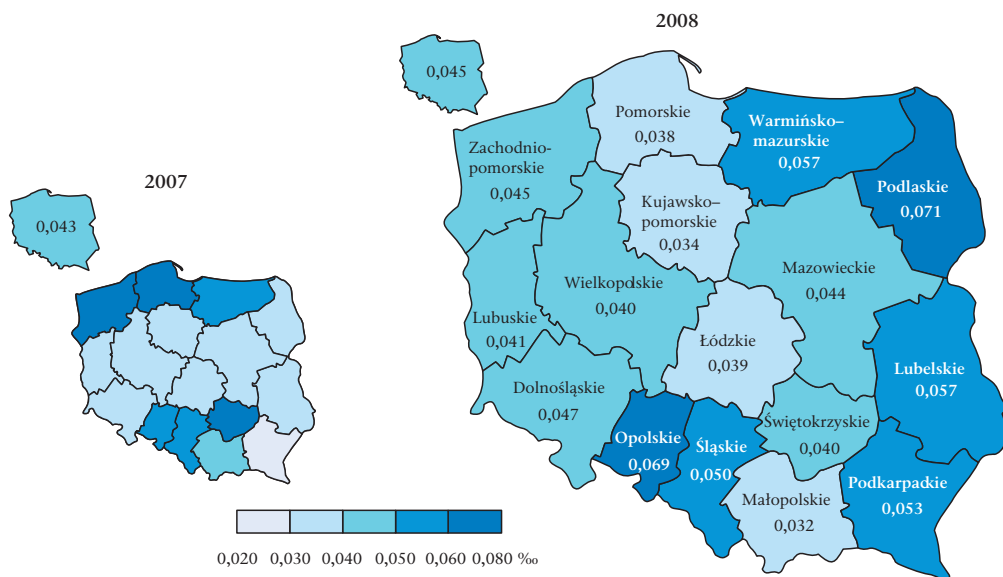 2008
0,045
Pomorskie
0,038
Warmińsko–
mazurskie
0,057
Zachodnio-
pomorskie
0,045
Podlaskie
0,071
Kujawsko–
pomorskie
0,034
2007
0,043
Wielkopolskie
0,040
Mazowieckie
0,044
Lubuskie
0,041
Łódzkie
0,039
Lubelskie
0,057
Dolnośląskie
0,047
Opolskie
0,069
Śląskie
0,050
Świętokrzyskie
0,040
Małopolskie
0,032
Podkarpadkie
0,053
0,020 0,030 0,040 0,050 0,060 0,080 ‰